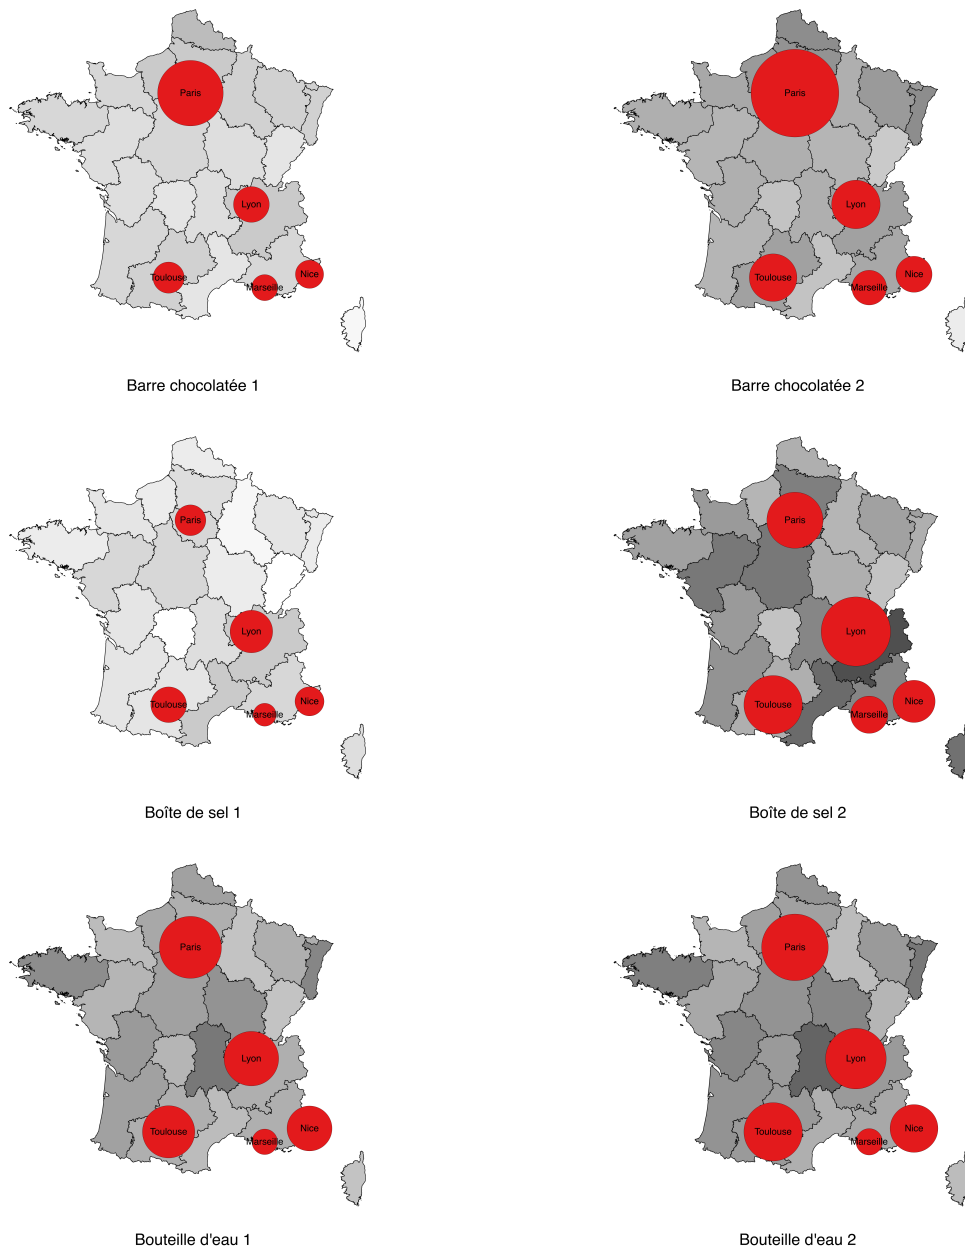 Paris
Lyon
Toulouse
Marseille
Nice
Barre chocolatée 1
Paris
Lyon
Toulouse
Marseille
Nice
Barre chocolatée 2
Paris
Lyon
Toulouse
Marseille
Nice
Boîte de sel 1
Paris
Lyon
Toulouse
Marseille
Nice
Boîte de sel 2
Paris
Lyon
Toulouse
Marseille
Nice
Bouteille d'eau 1
Paris
Lyon
Toulouse
Marseille
Nice
Bouteille d'eau 2